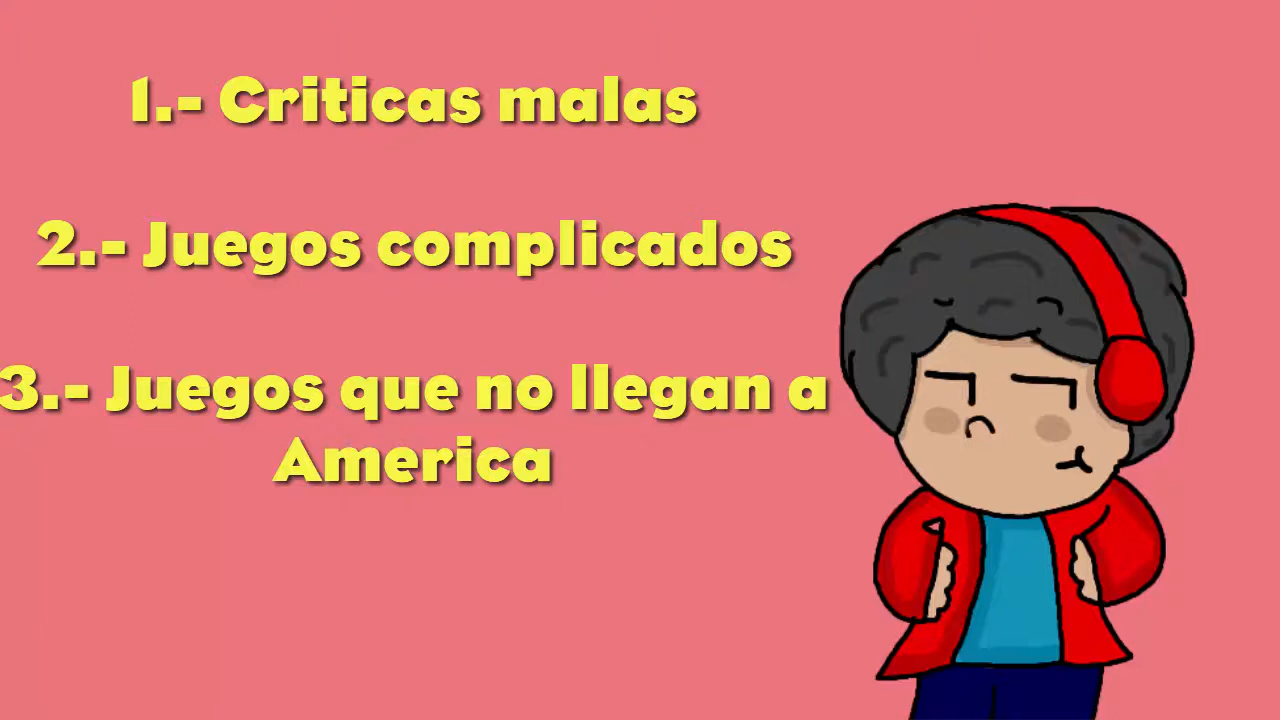 1.- Criticas malas
2.- Juegos complicados
3.- Juegos que no llegan a
America